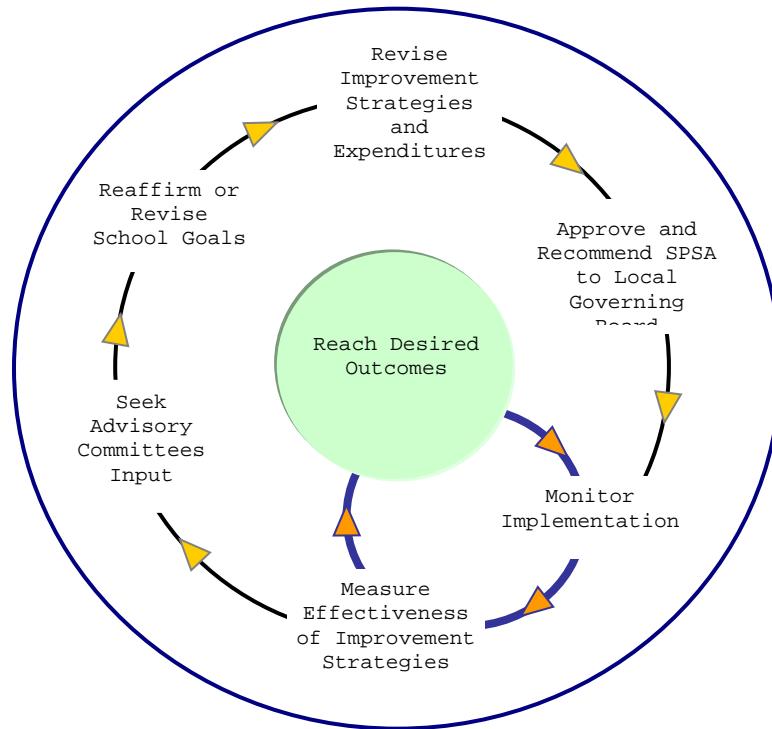 Revise
Improvement
Strategies
and
Expenditures
Approve and
Recommend SPSA
to Local
Governing
Board
Monitor
Implementation
Measure
Effectiveness
of Improvement
Strategies
Seek
Advisory
Committees
Input
Reaffirm or
Revise
School Goals
Reach Desired
Outcomes